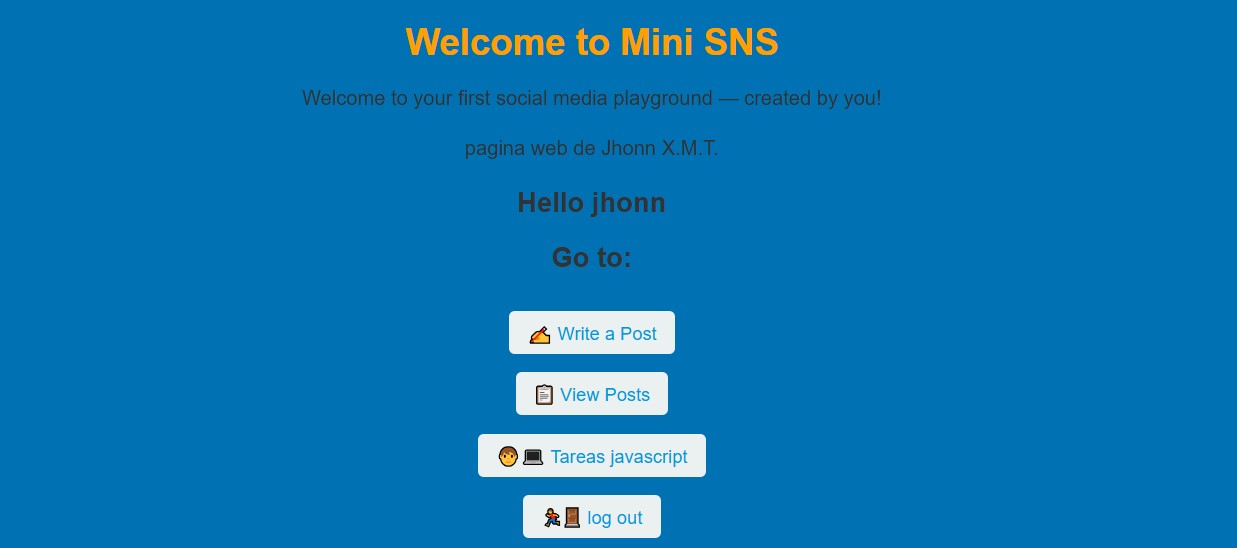 Welcome to Mini SNS
Welcome to your first social media playground — created by you!
pagina web de Jhonn X.M.T.
Hello jhonn
Go to:
✍️ Write a Post
📋 View Posts
🧑💻 Tareas javascript
🏃🚪 log out